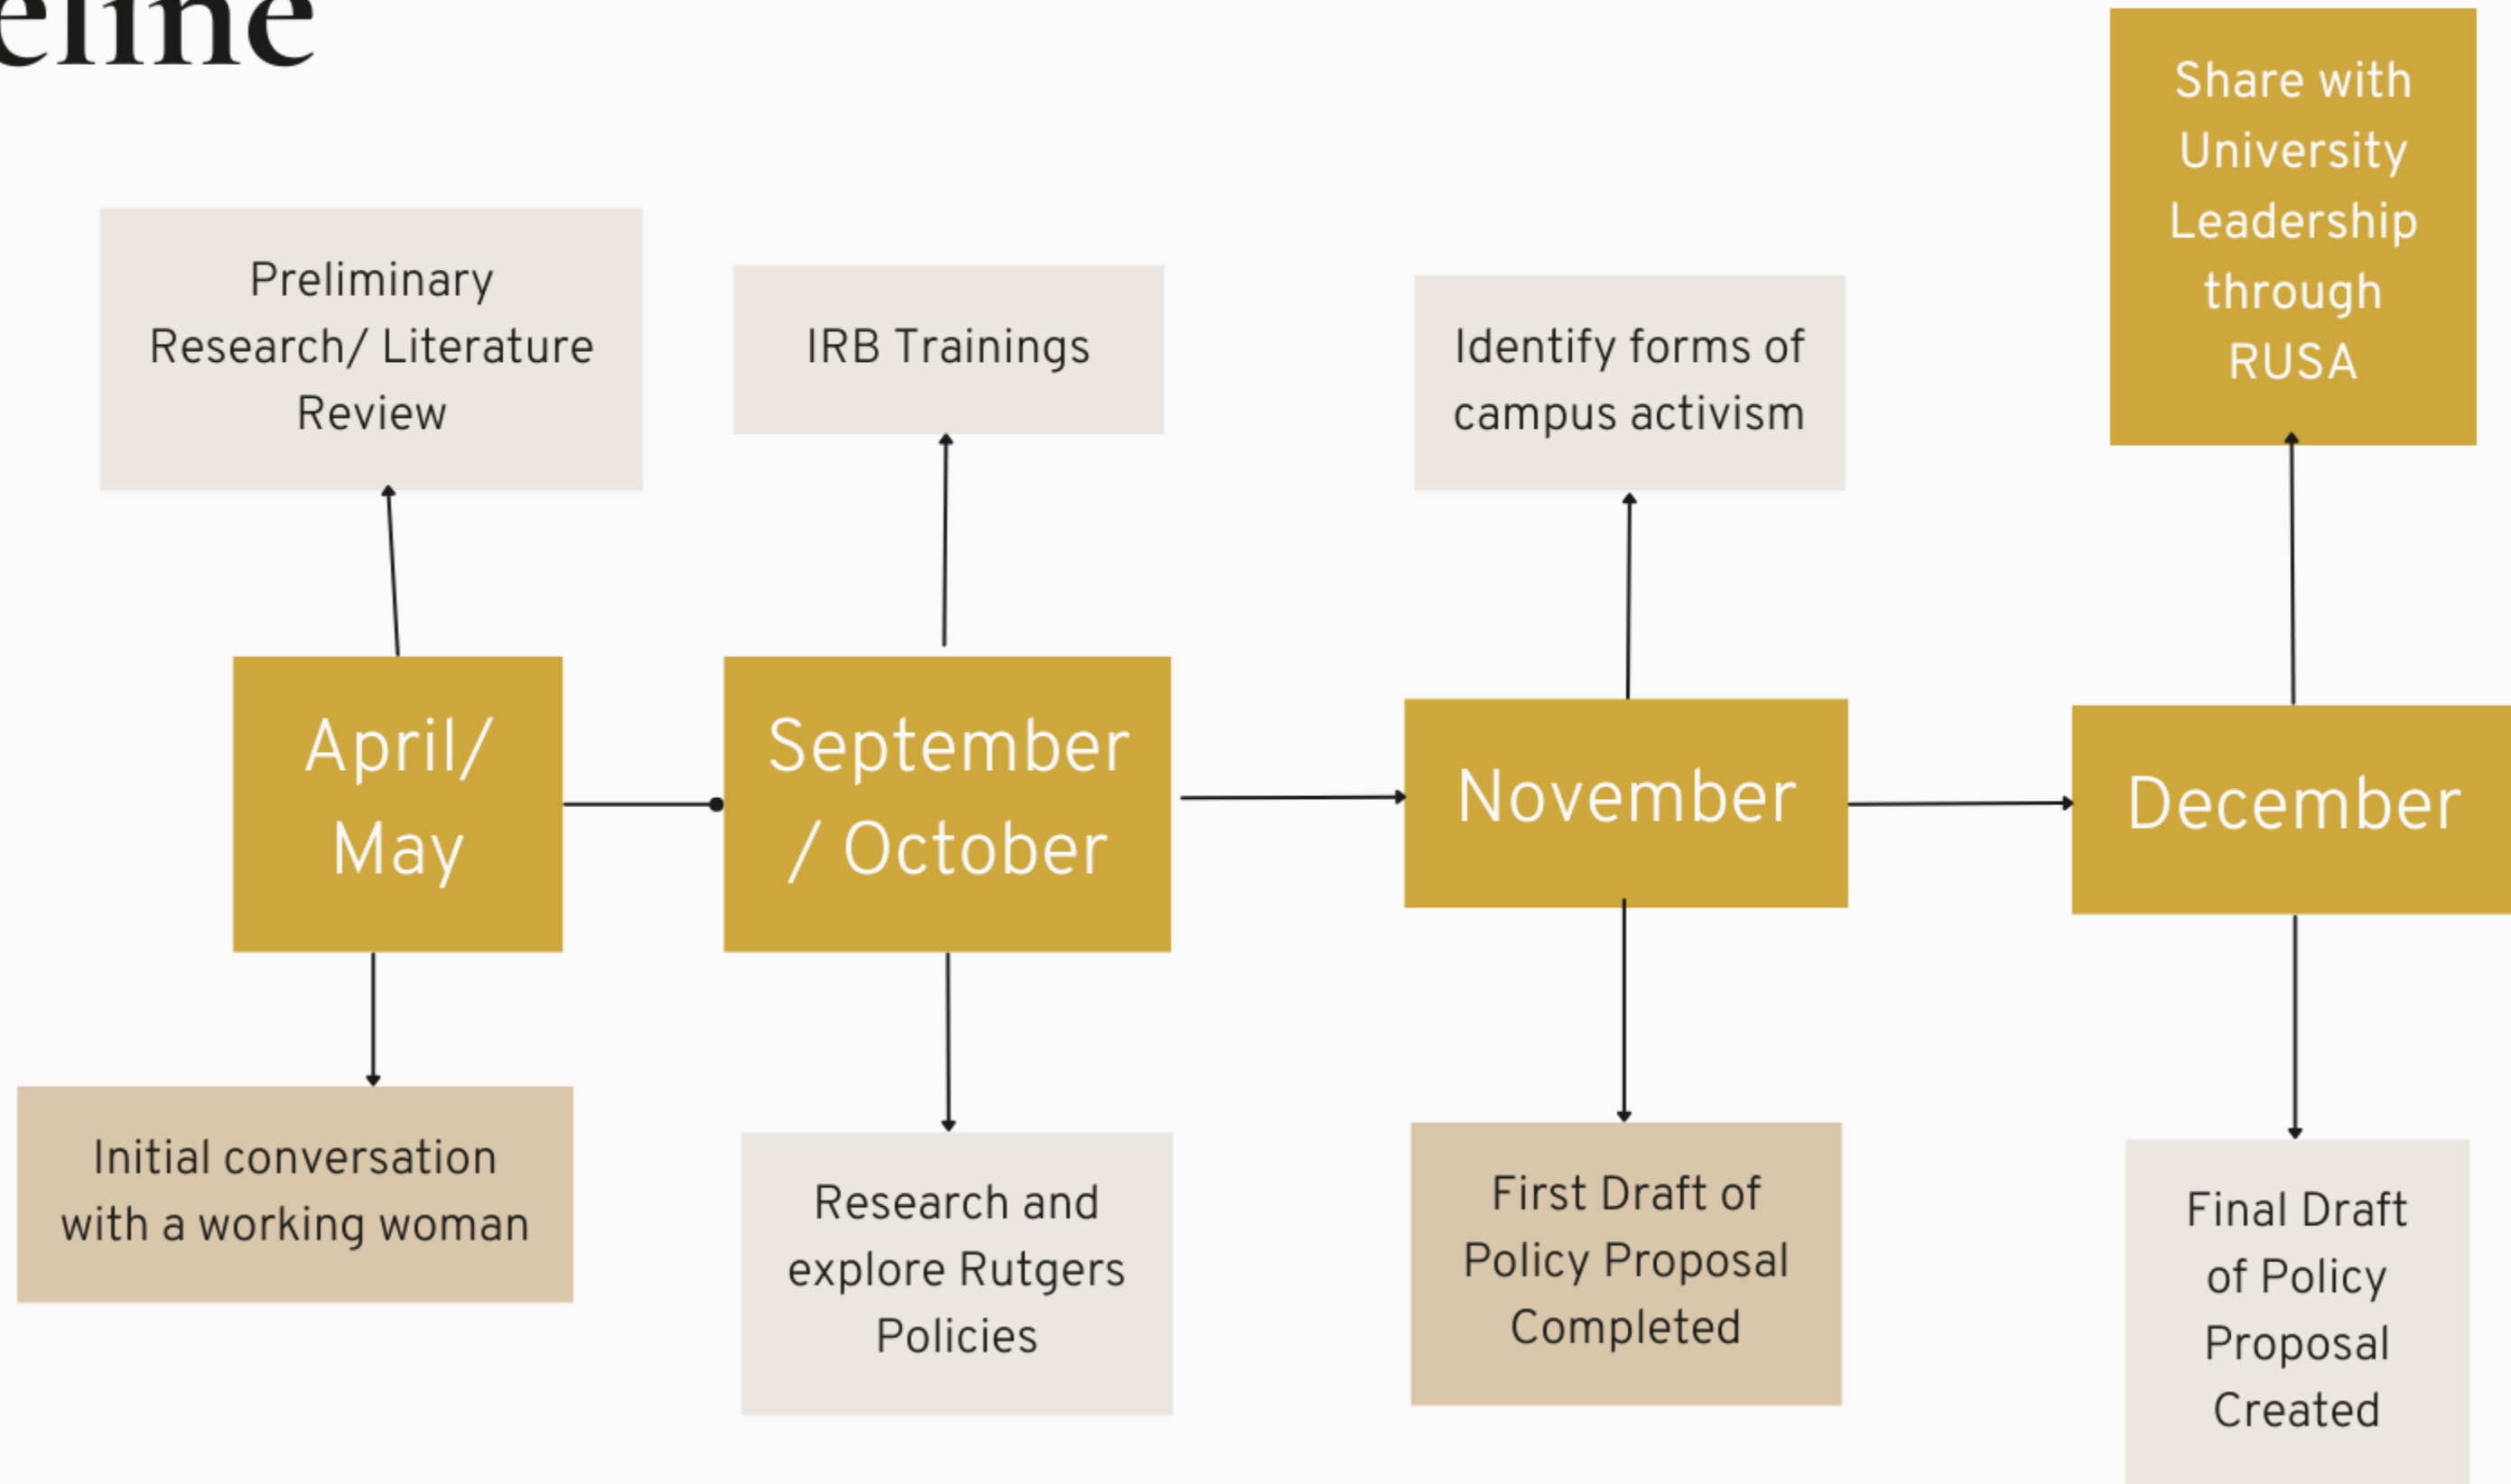 eline
Share with
University
Leadership
through
RUSA
Preliminary
Research/ Literature
Review
IRB Trainings
Identify forms of
campus activism
April/
May
September
/ October
November
December
Initial conversation
with a working woman
Research and
explore Rutgers
Policies
First Draft of
Policy Proposal
Completed
Final Draft
of Policy
Proposal
Created